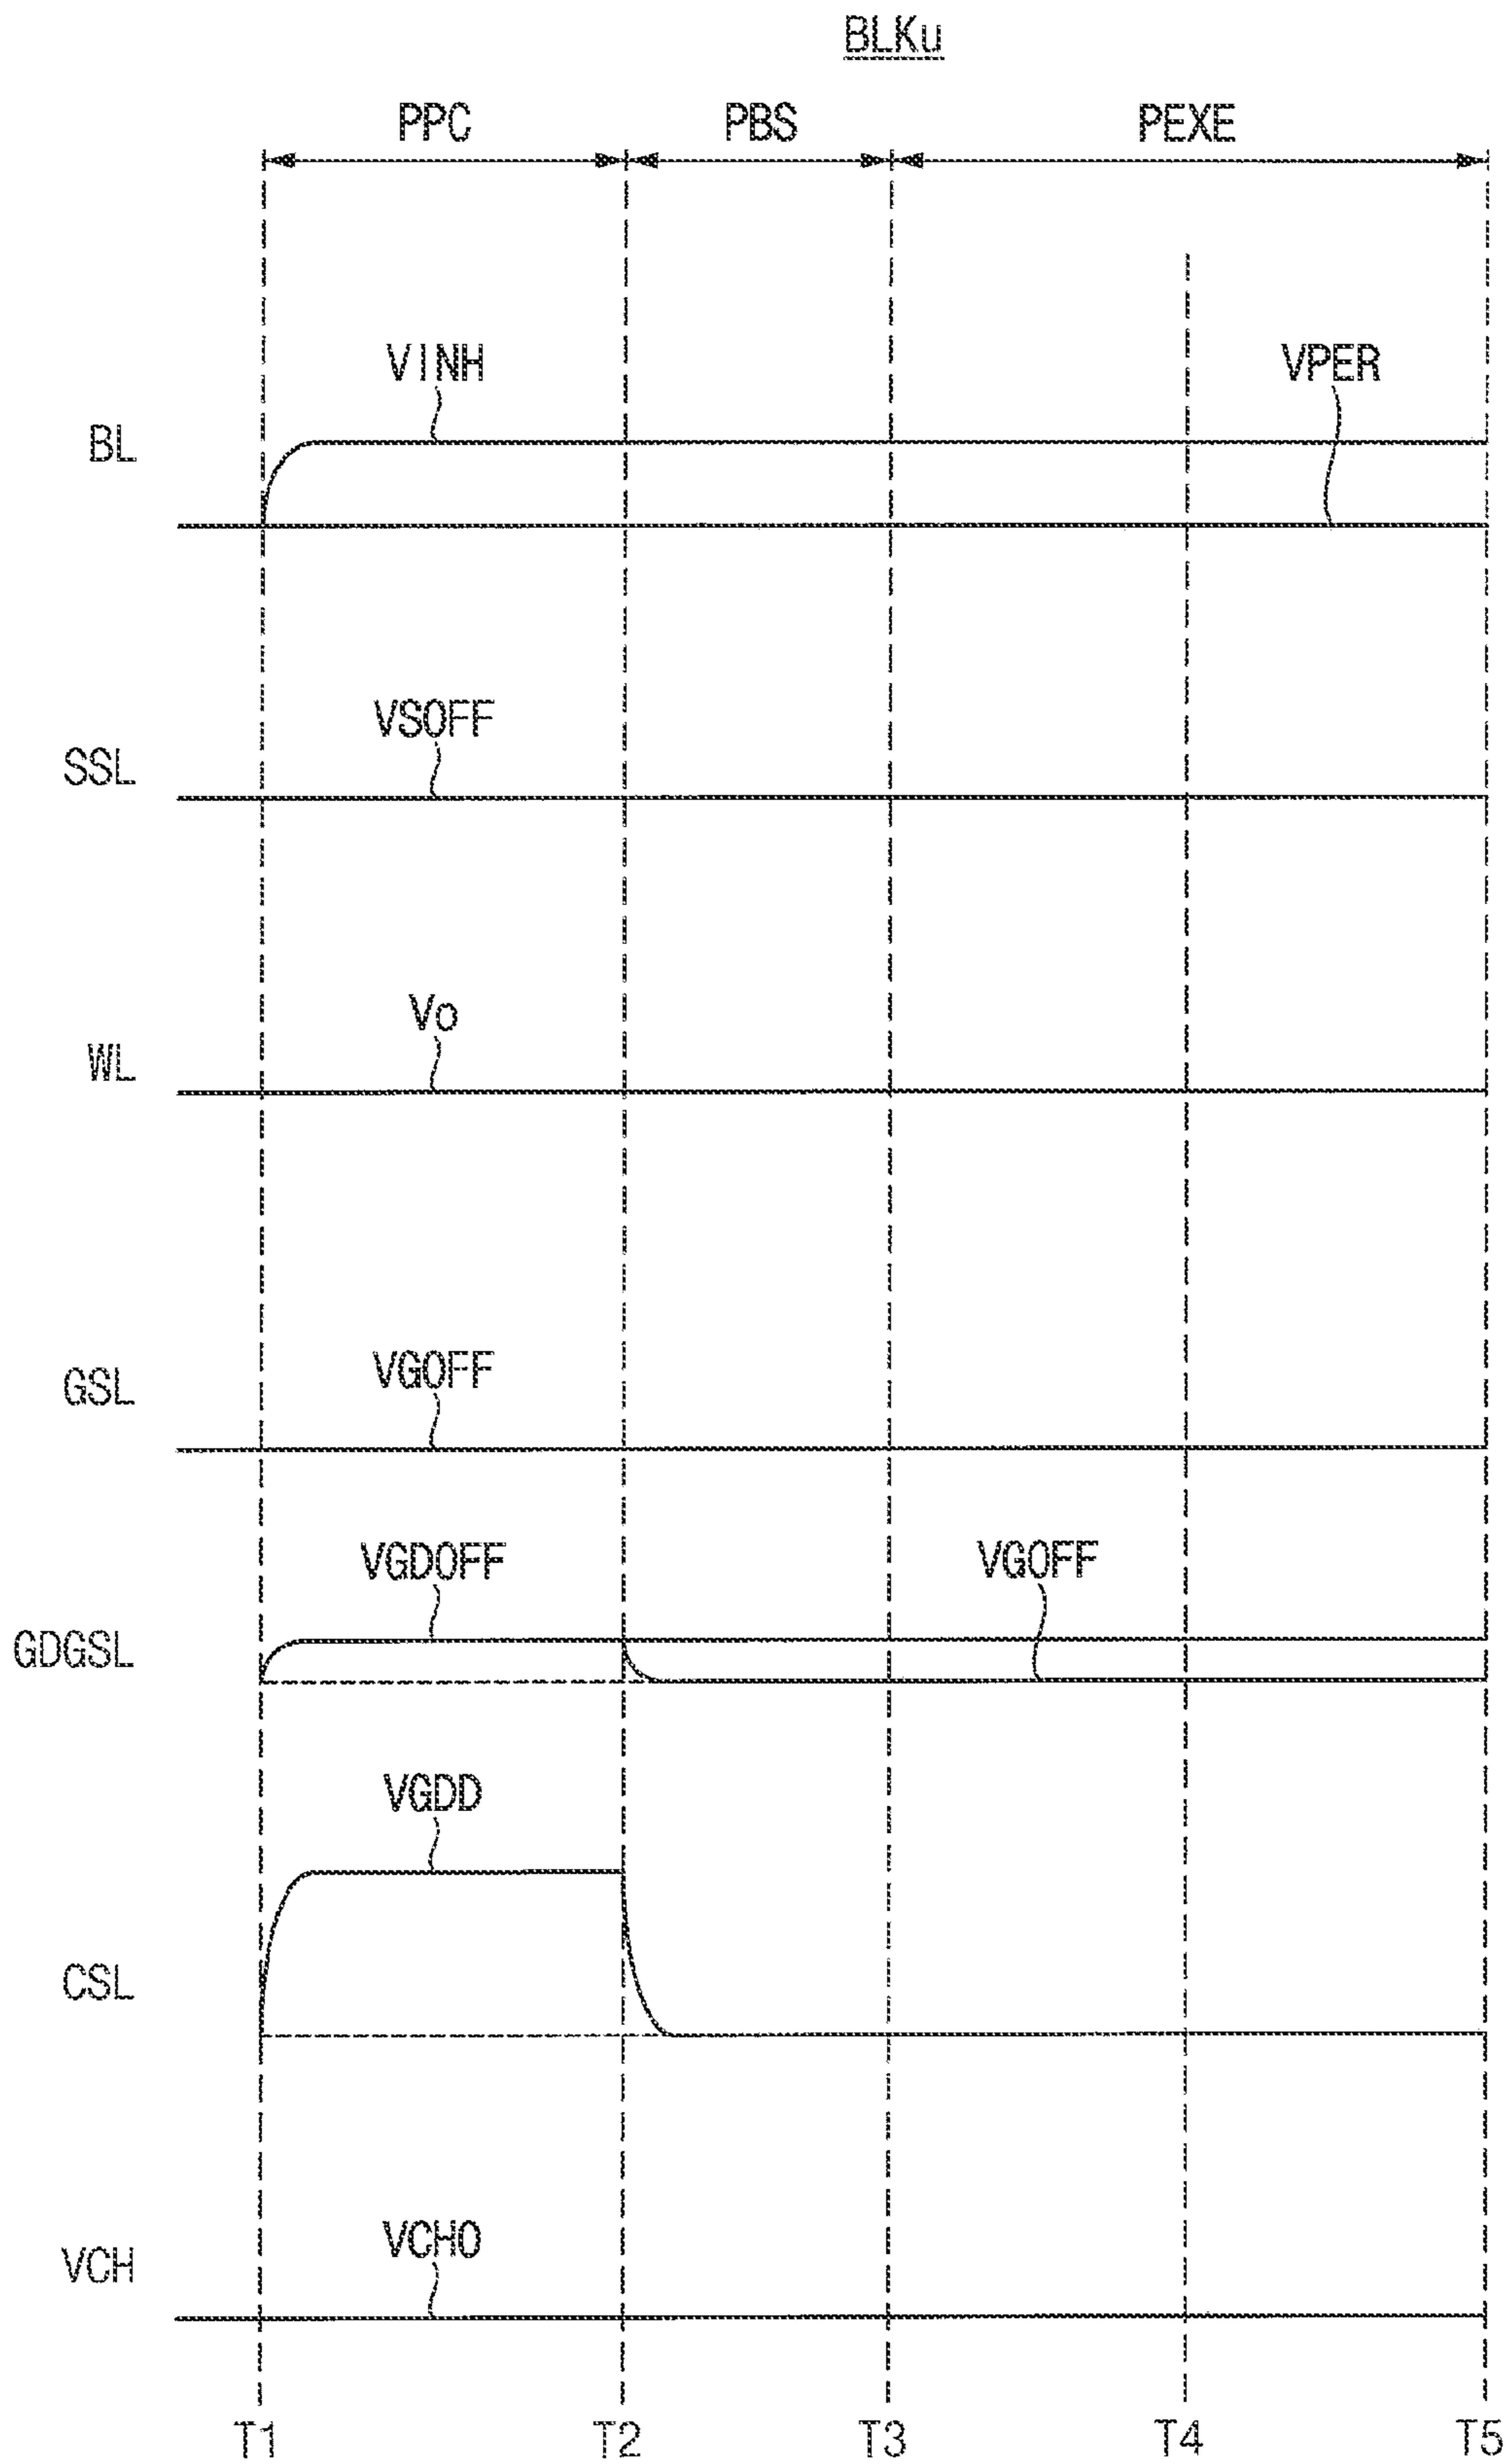 BLKu
PPC PBS PEXE
VINH VPER
BL
VSOFF
SSL
Vo
WL
VGOFF
GSL
VGDOFF VGOFF
GDGSL
VGDD
CSL
VCHO
VCH
T1 T2 T3 T4 T5